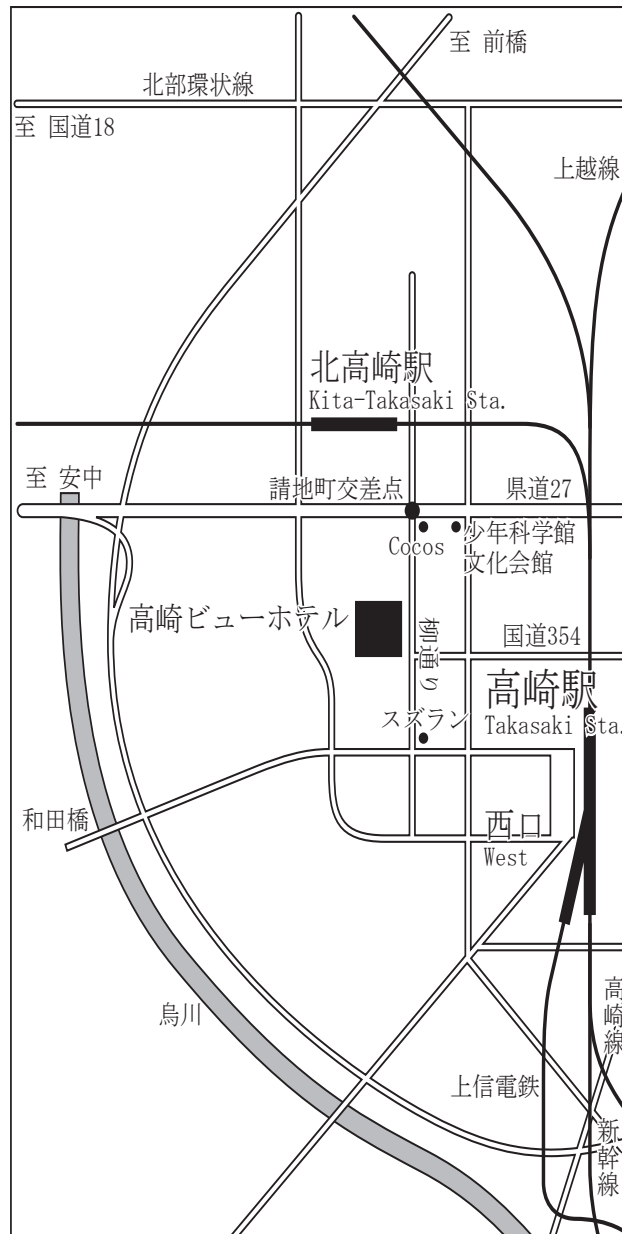 至 前橋
北部環状線
至 国道18
上越線
北高崎駅
Kita-Takasaki Sta.
至 安中
請地町交差点
県道27
Cocos
少年科学館
文化会館
高崎ビューホテル
柳通り
国道354
高崎駅
Takasaki Sta.
スズラン
和田橋
西口
West
烏川
高崎線
上信電鉄
新幹線